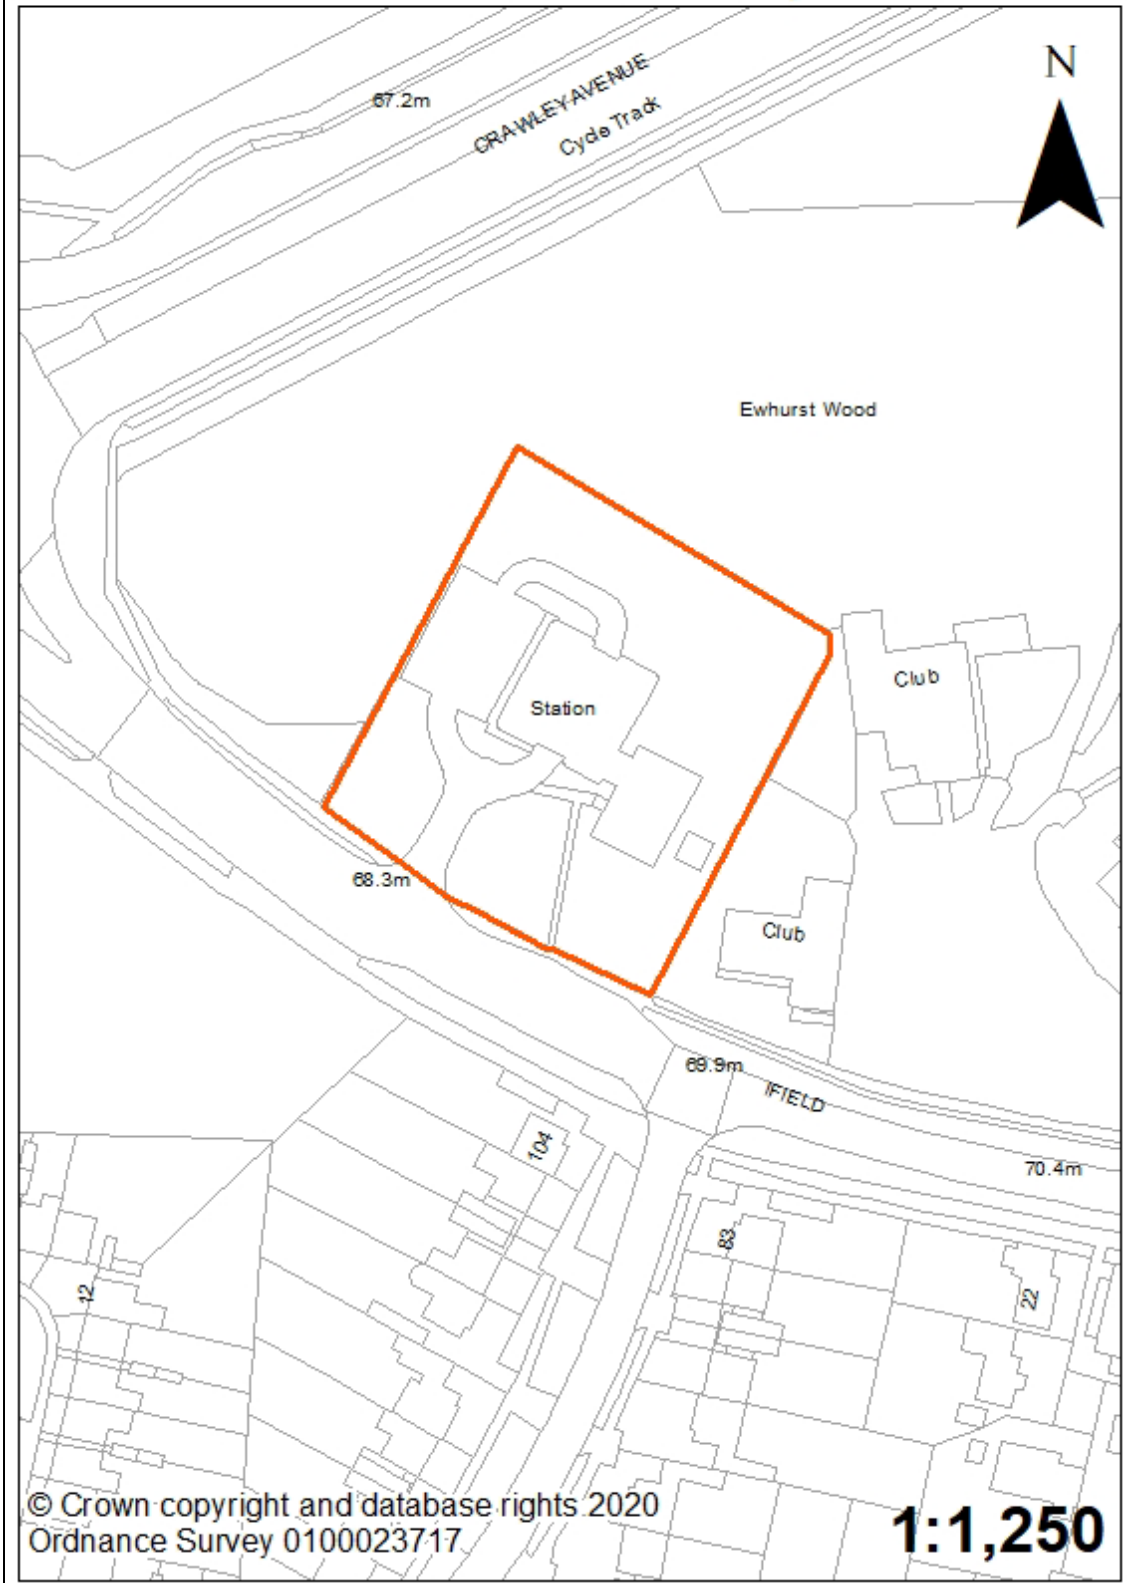 N
67.2m
CRAWLEY AVENUE
Cycle Track
Ewhurst Wood
Club
Station
68.3m
Club
69.9m
IFIELD
104
70.4m
83
12
22
© Crown copyright and database rights 2020
Ordnance Survey 0100023717
1:1,250